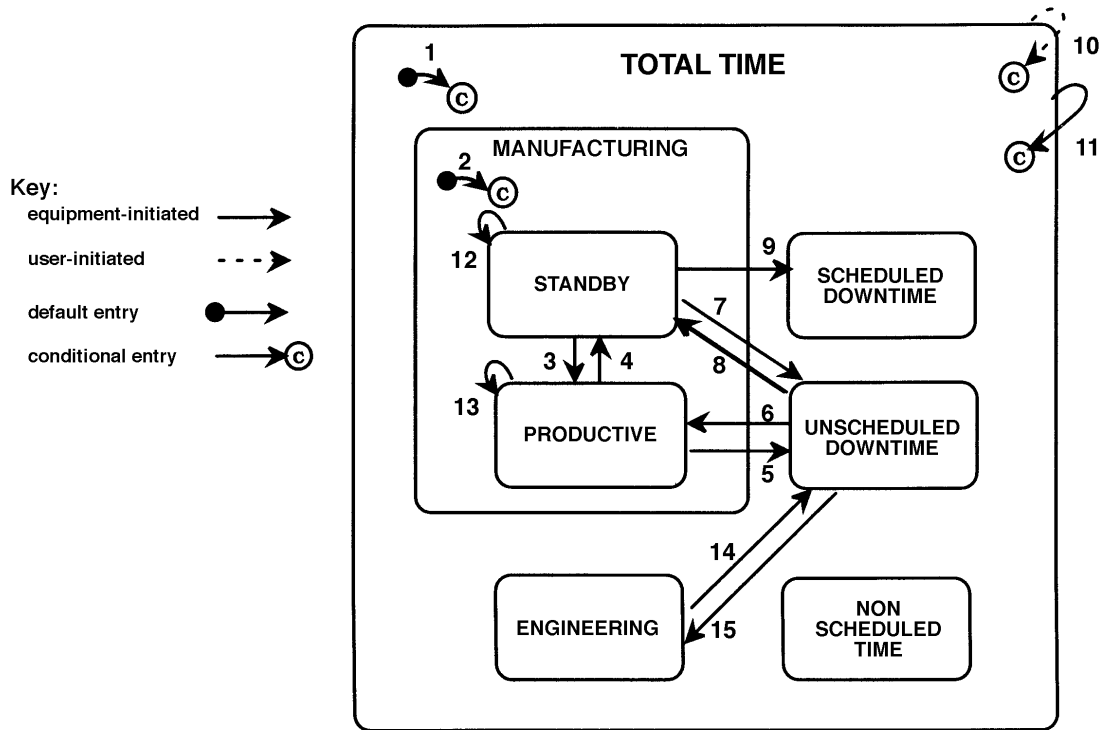 TOTAL TIME
1
C
10
C
11
C
MANUFACTURING
2
C
Key:
equipment-initiated
user-initiated
default entry
conditional entry
C
12
STANDBY
9
SCHEDULED
DOWNTIME
7
8
3
4
13
PRODUCTIVE
6
5
UNSCHEDULED
DOWNTIME
14
15
ENGINEERING
NON
SCHEDULED
TIME